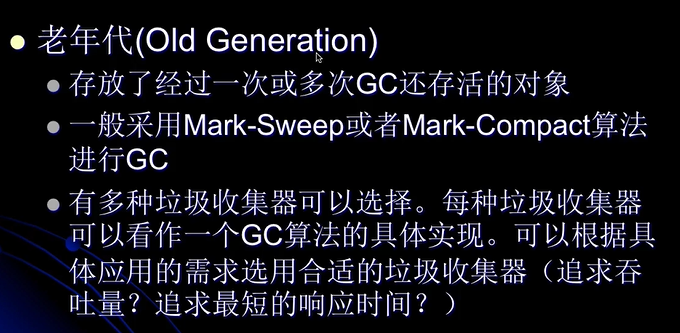 老年代(Old Generation)
存放了经过一次或多次GC还存活的对象
一般采用Mark-Sweep或者Mark-Compact算法
进行GC
有多种垃圾收集器可以选择。每种垃圾收集器
可以看作一个GC算法的具体实现。可以根据具
体应用的需求选用合适的垃圾收集器（追求吞
吐量？追求最短的响应时间？）